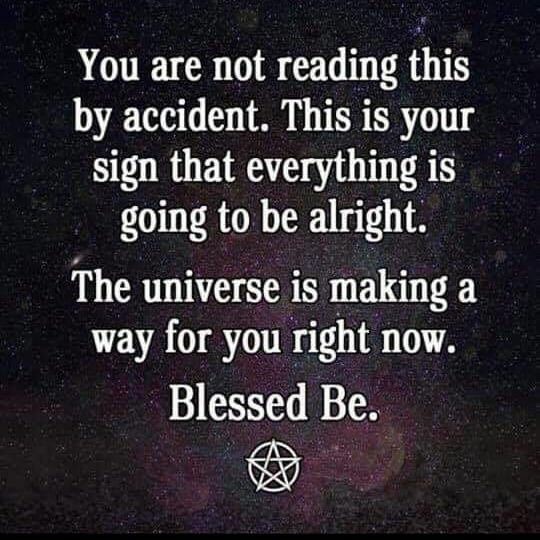 You are not reading this
by accident. This is your
sign that everything is
going to be alright.
The universe is making a
way for you right now.
Blessed Be.